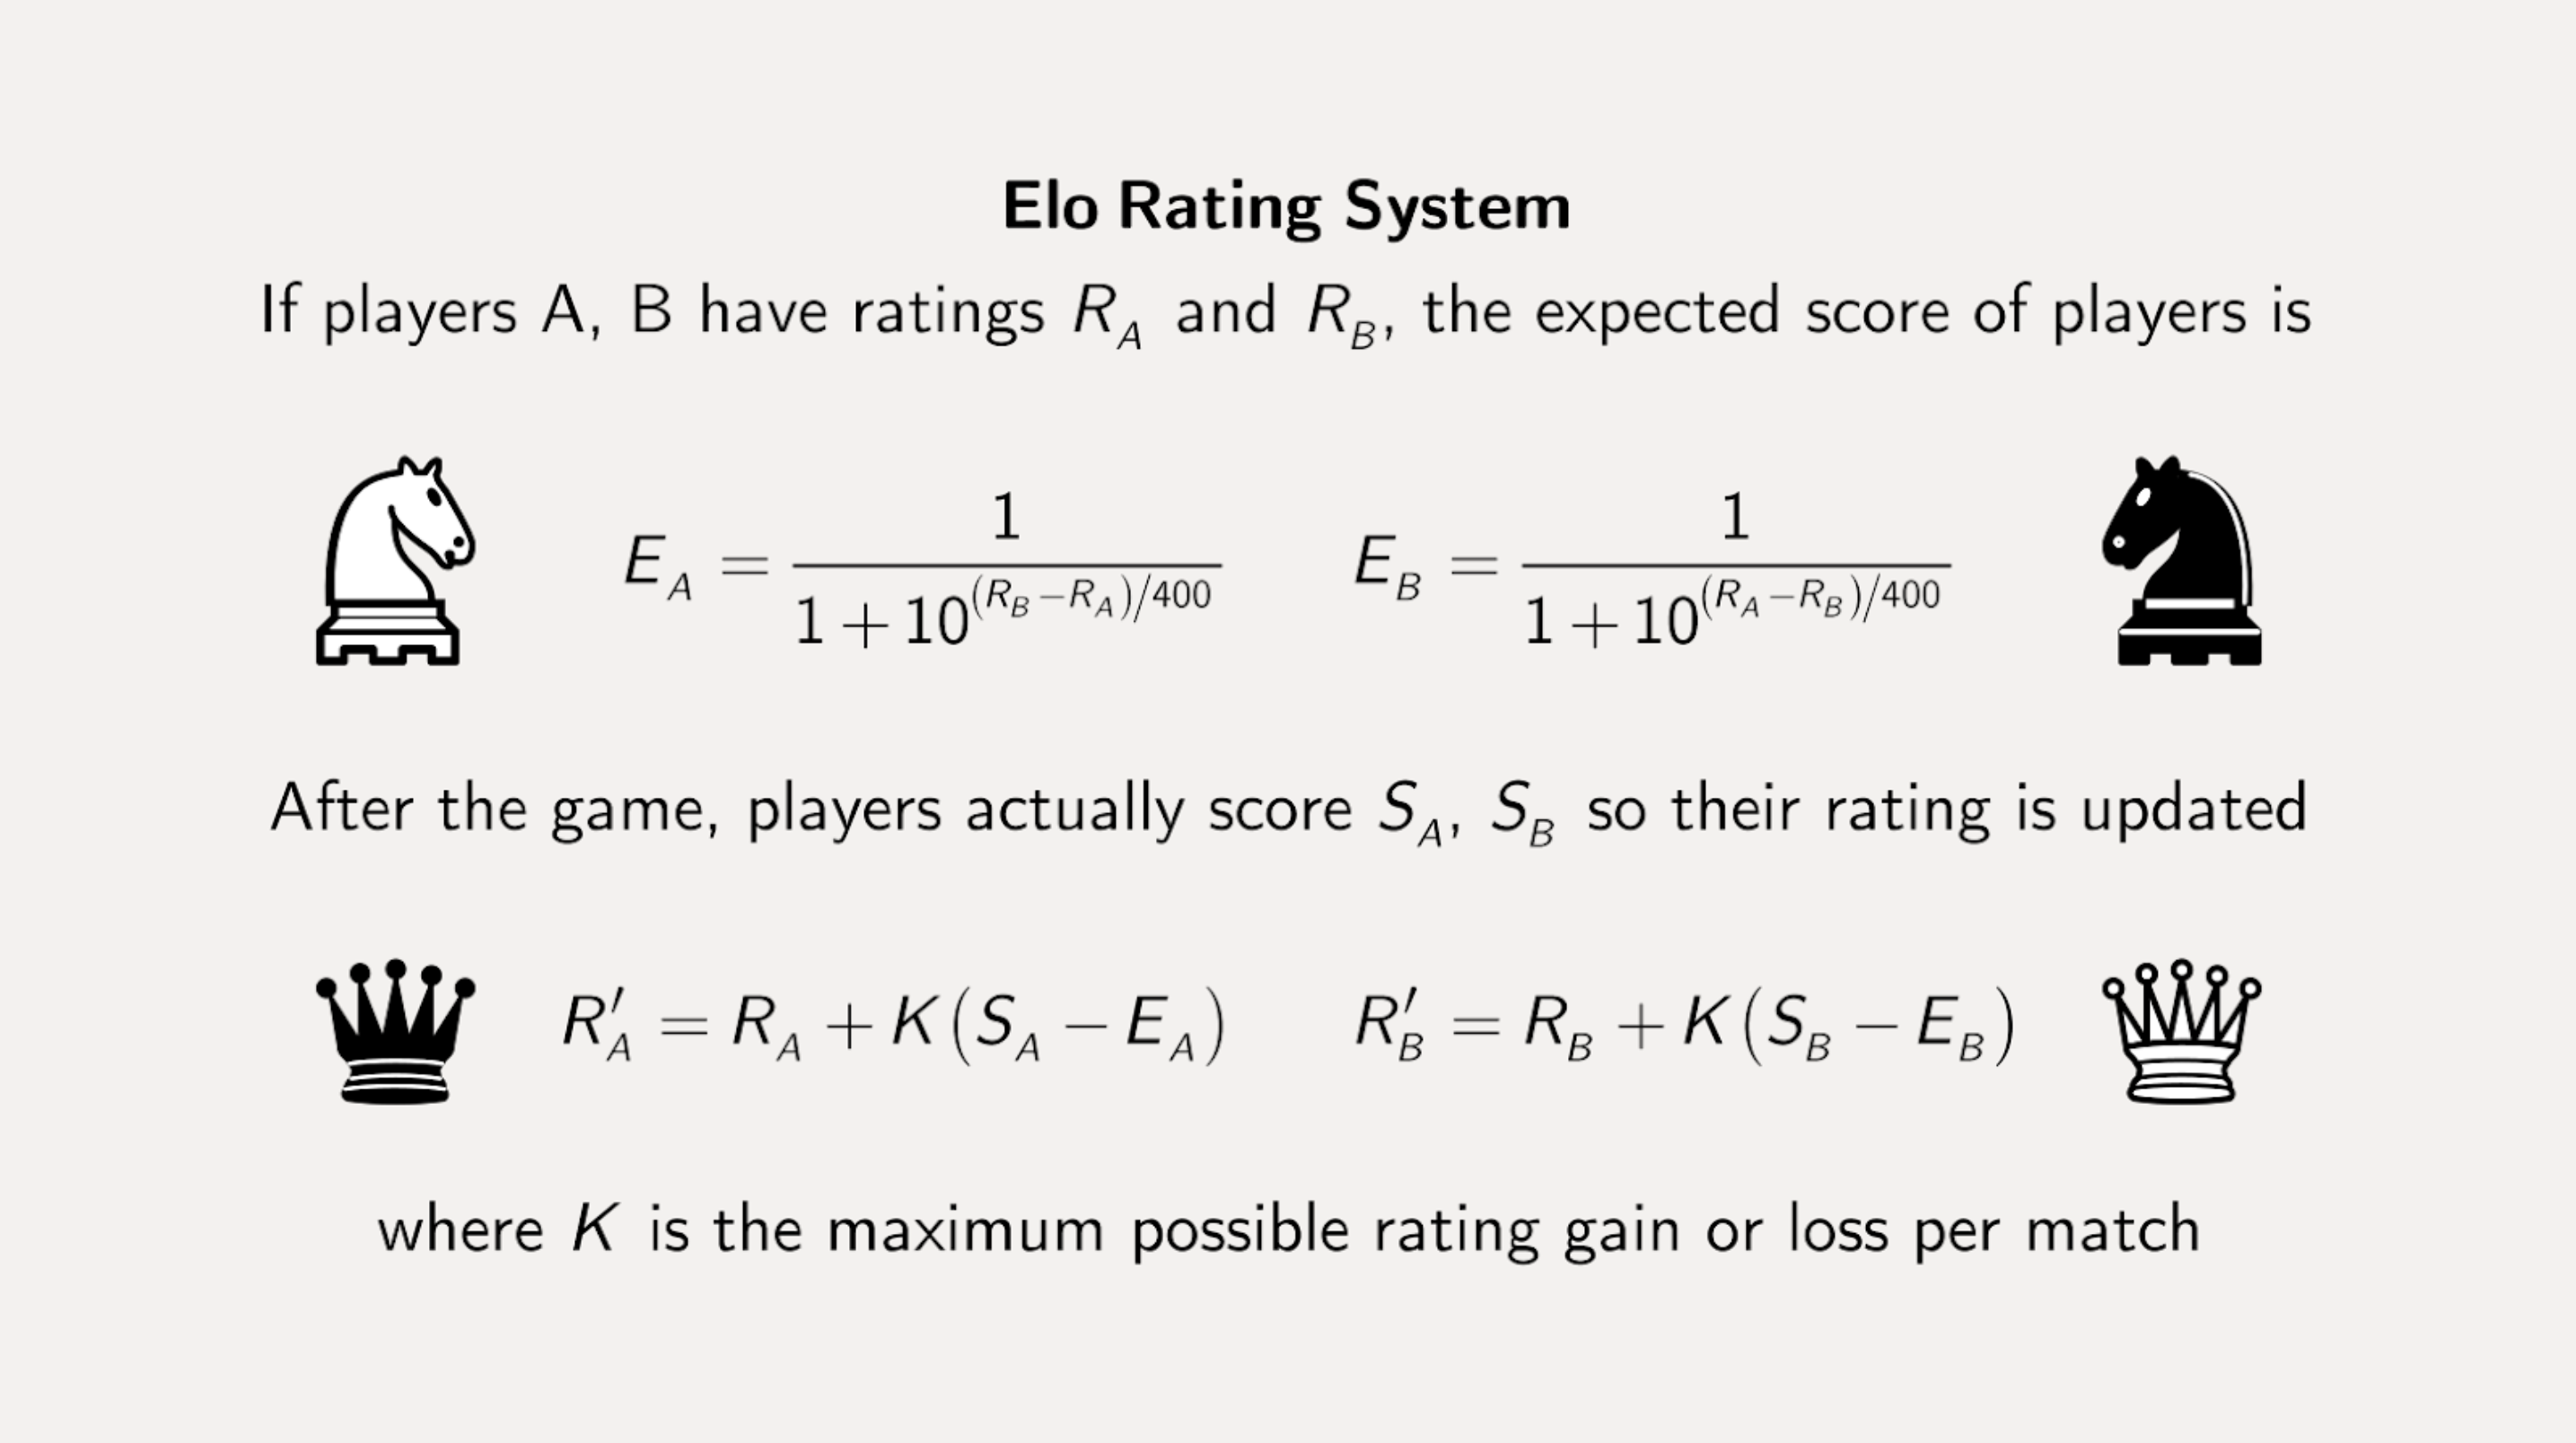 Elo Rating System
If players A, B have ratings R_A and R_B, the expected score of players is
E_A = 1 / (1 + 10^((R_B − R_A)/400))    E_B = 1 / (1 + 10^((R_A − R_B)/400))
After the game, players actually score S_A, S_B so their rating is updated
R′_A = R_A + K(S_A − E_A)    R′_B = R_B + K(S_B − E_B)
where K is the maximum possible rating gain or loss per match